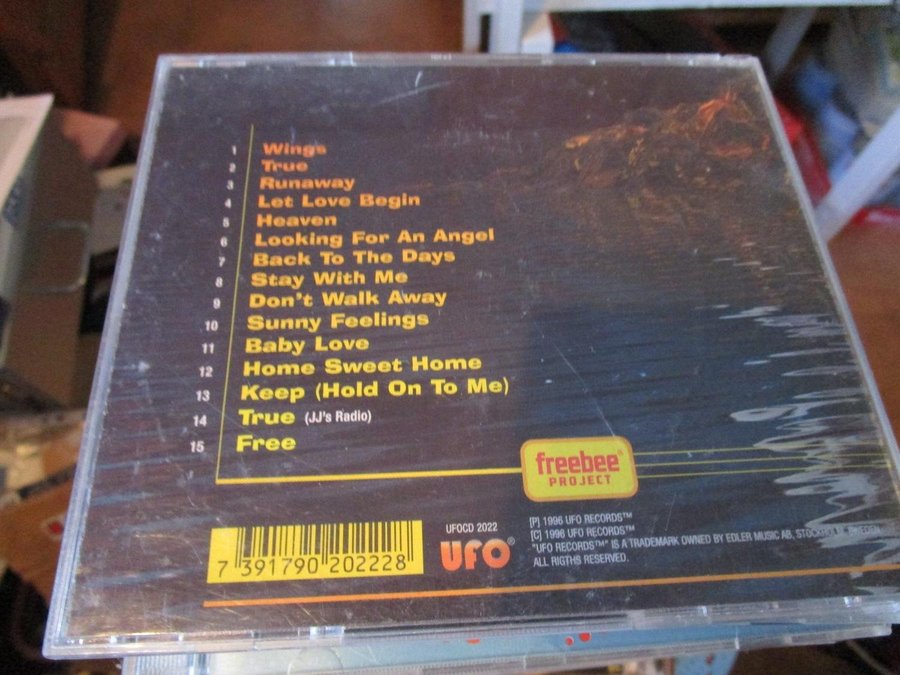 1 Wings
2 True
3 Runaway
4 Let Love Begin
5 Heaven
6 Looking For An Angel
7 Back To The Days
8 Stay With Me
9 Don't Walk Away
10 Sunny Feelings
11 Baby Love
12 Home Sweet Home
13 Keep (Hold On To Me)
14 True (JJ's Radio)
15 Free
freebee®
PROJECT
7 391790 202228
UFOCD 2022
UFO®
[P] 1996 UFO RECORDS™
[C] 1996 UFO RECORDS™
"UFO RECORDS™" IS A TRADEMARK OWNED BY EDLER MUSIC AB, STOCKHOLM, SWEDEN
ALL RIGTHS RESERVED.